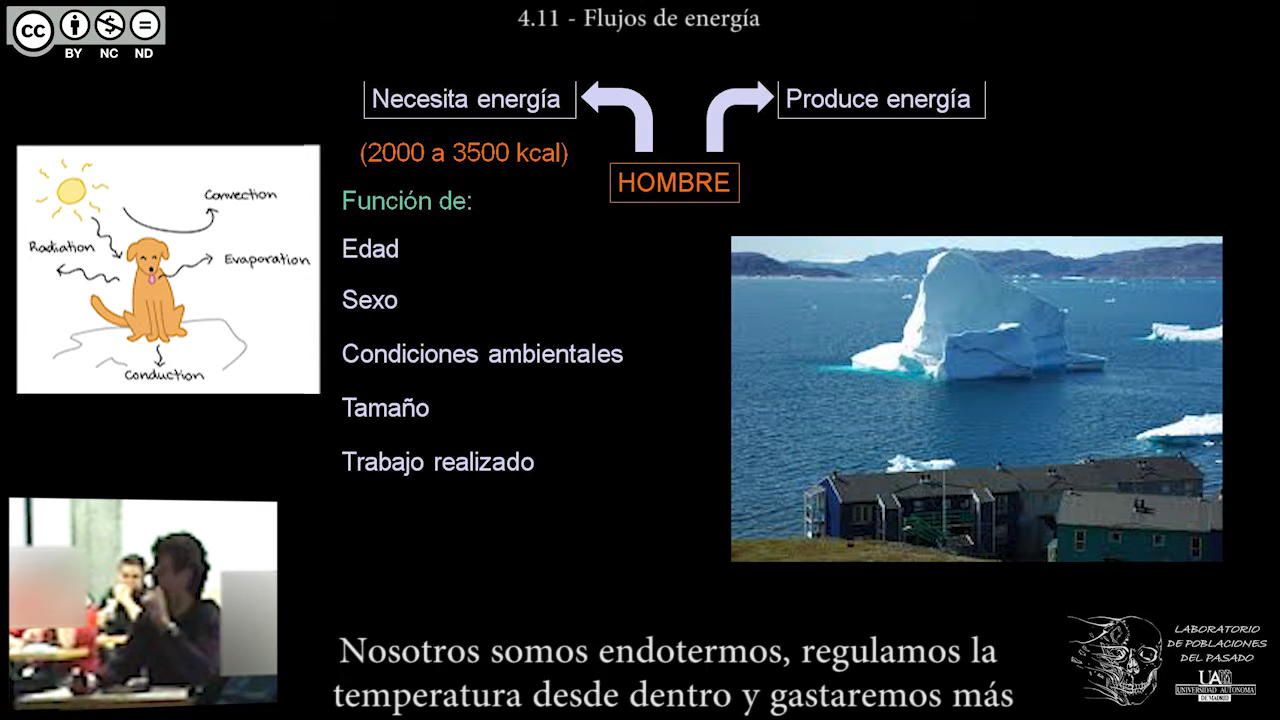 4.11 - Flujos de energía
cc
BY NC ND
Necesita energía
Produce energía
(2000 a 3500 kcal)
HOMBRE
Función de:
Edad
Sexo
Condiciones ambientales
Tamaño
Trabajo realizado
Convection
Radiation
Evaporation
Conduction
Nosotros somos endotermos, regulamos la
temperatura desde dentro y gastaremos más
LABORATORIO
DE POBLACIONES
DEL PASADO
UAM
UNIVERSIDAD AUTONOMA
DE MADRID